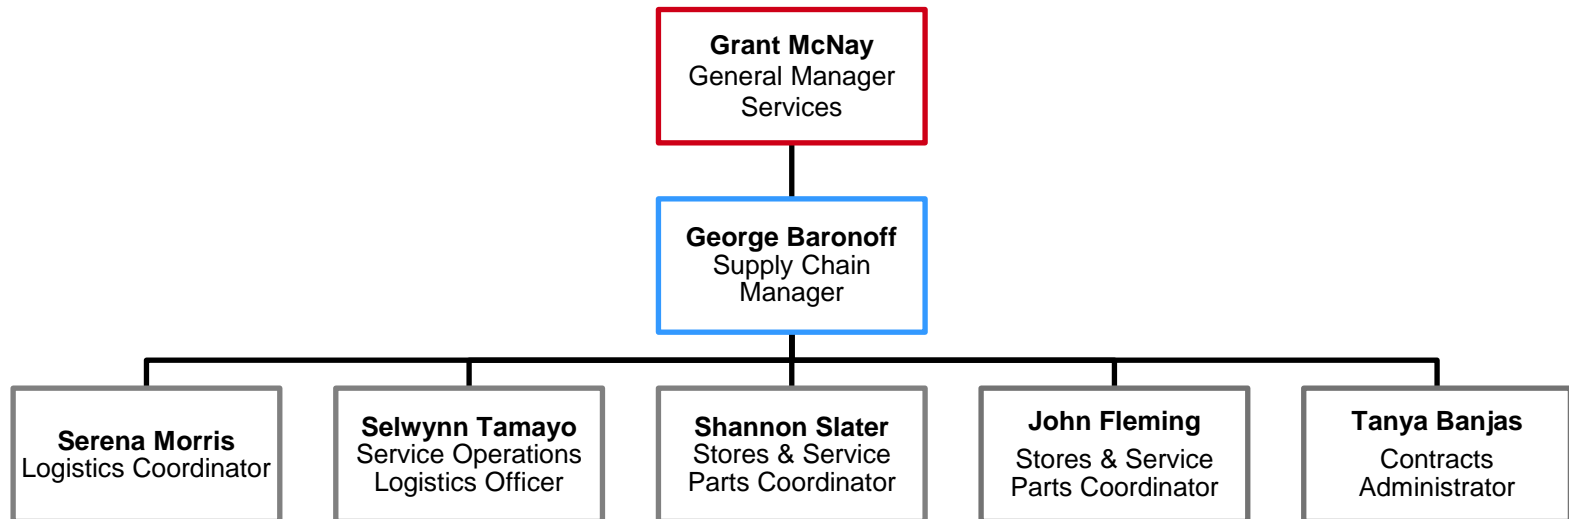 Grant McNay
General Manager
Services
George Baronoff
Supply Chain
Manager
Serena Morris
Logistics Coordinator
Selwynn Tamayo
Service Operations
Logistics Officer
Shannon Slater
Stores & Service
Parts Coordinator
John Fleming
Stores & Service
Parts Coordinator
Tanya Banjas
Contracts
Administrator